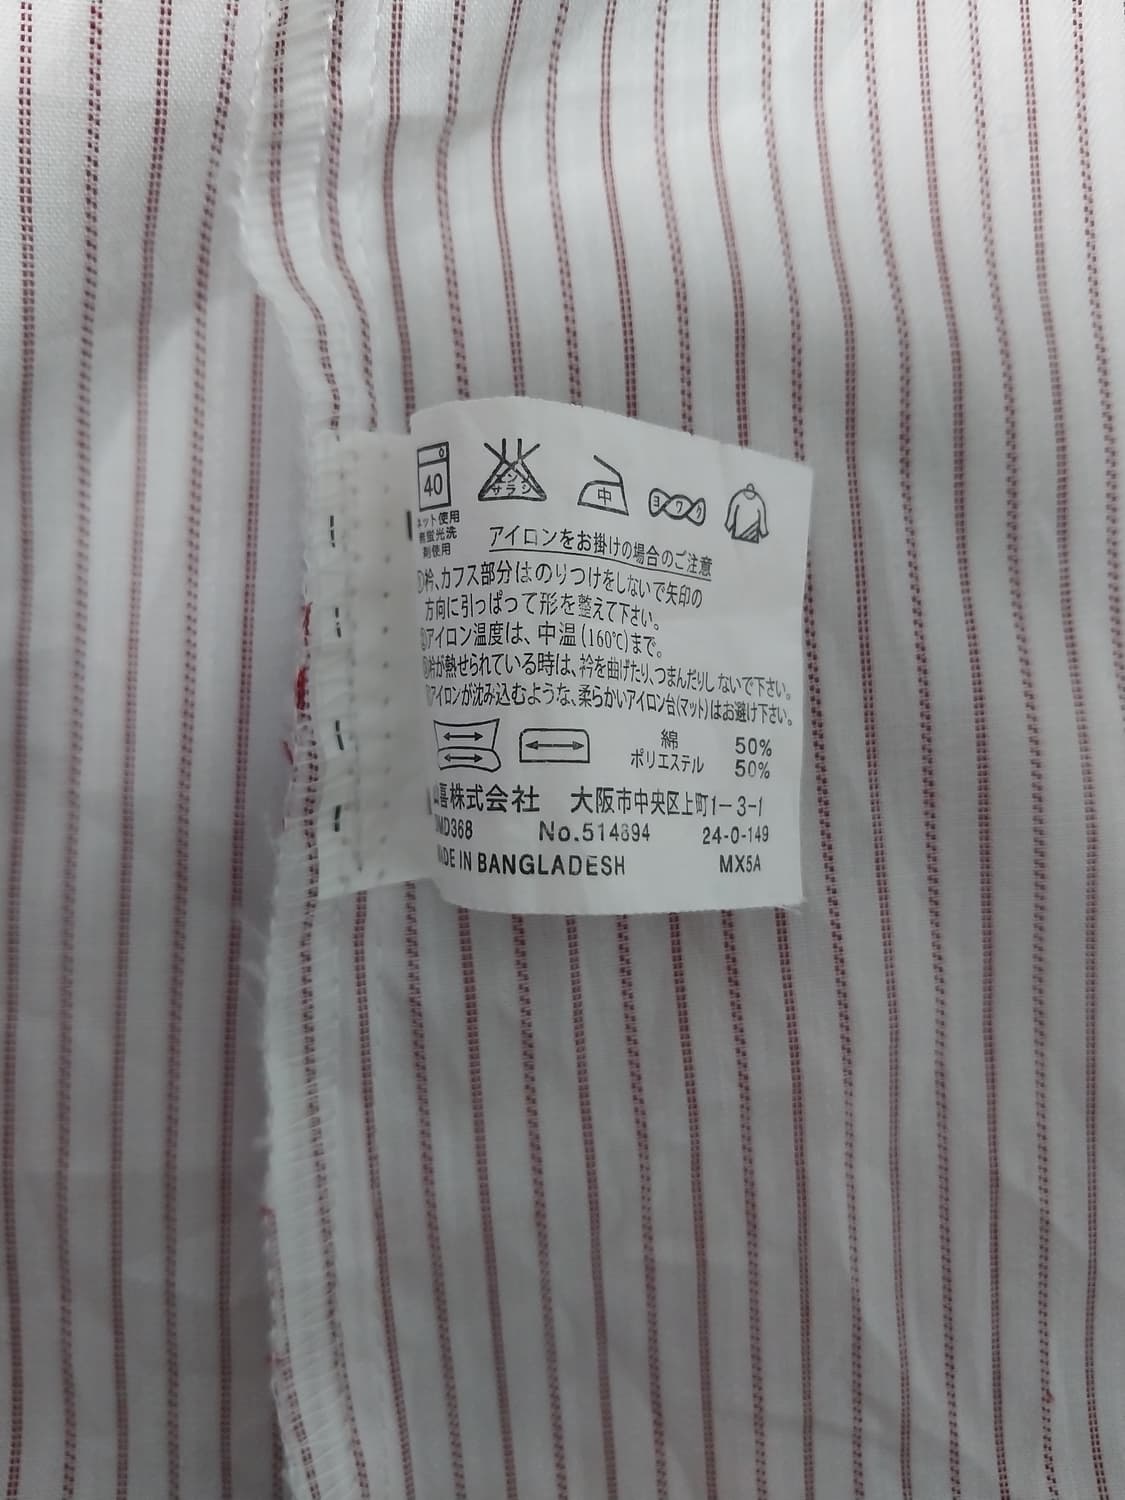 40
エンソ
サラシ
中
ヨワク
ネット使用
無蛍光洗
剤使用
アイロンをお掛けの場合のご注意
①衿、カフス部分はのりつけをしないで矢印の
方向に引っぱって形を整えて下さい。
アイロン温度は、中温(160℃)まで。
衿が熱せられている時は、衿を曲げたり、つまんだりしないで下さい。
アイロンが沈み込むような、柔らかいアイロン台(マット)はお避け下さい。
綿 50%
ポリエステル 50%
喜株式会社 大阪市中央区上町1-3-1
MD368 No.514894 24-0-149
DE IN BANGLADESH MX5A